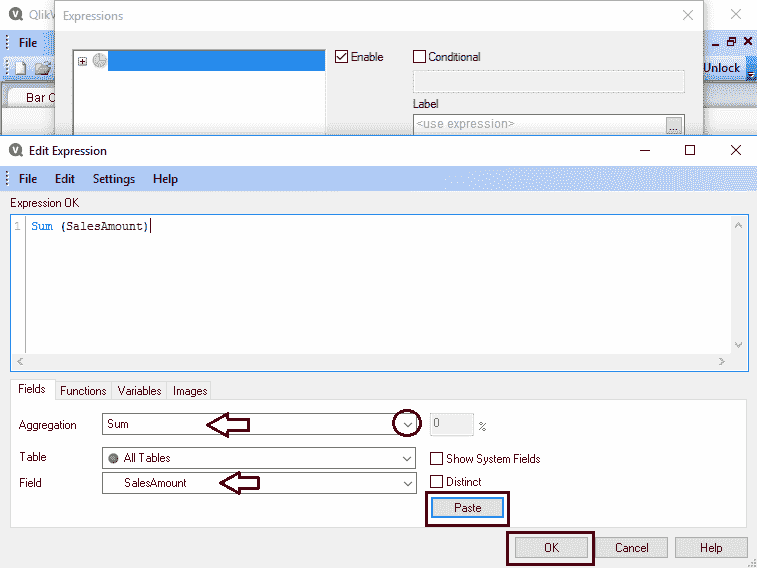 QlikV
Expressions
File
Enable
Conditional
Unlock
Label
<use expression>
...
Edit Expression
File Edit Settings Help
Expression OK
1 Sum (SalesAmount)
Fields Functions Variables Images
Aggregation Sum 0 %
Table All Tables Show System Fields
Field SalesAmount Distinct
Paste
OK Cancel Help